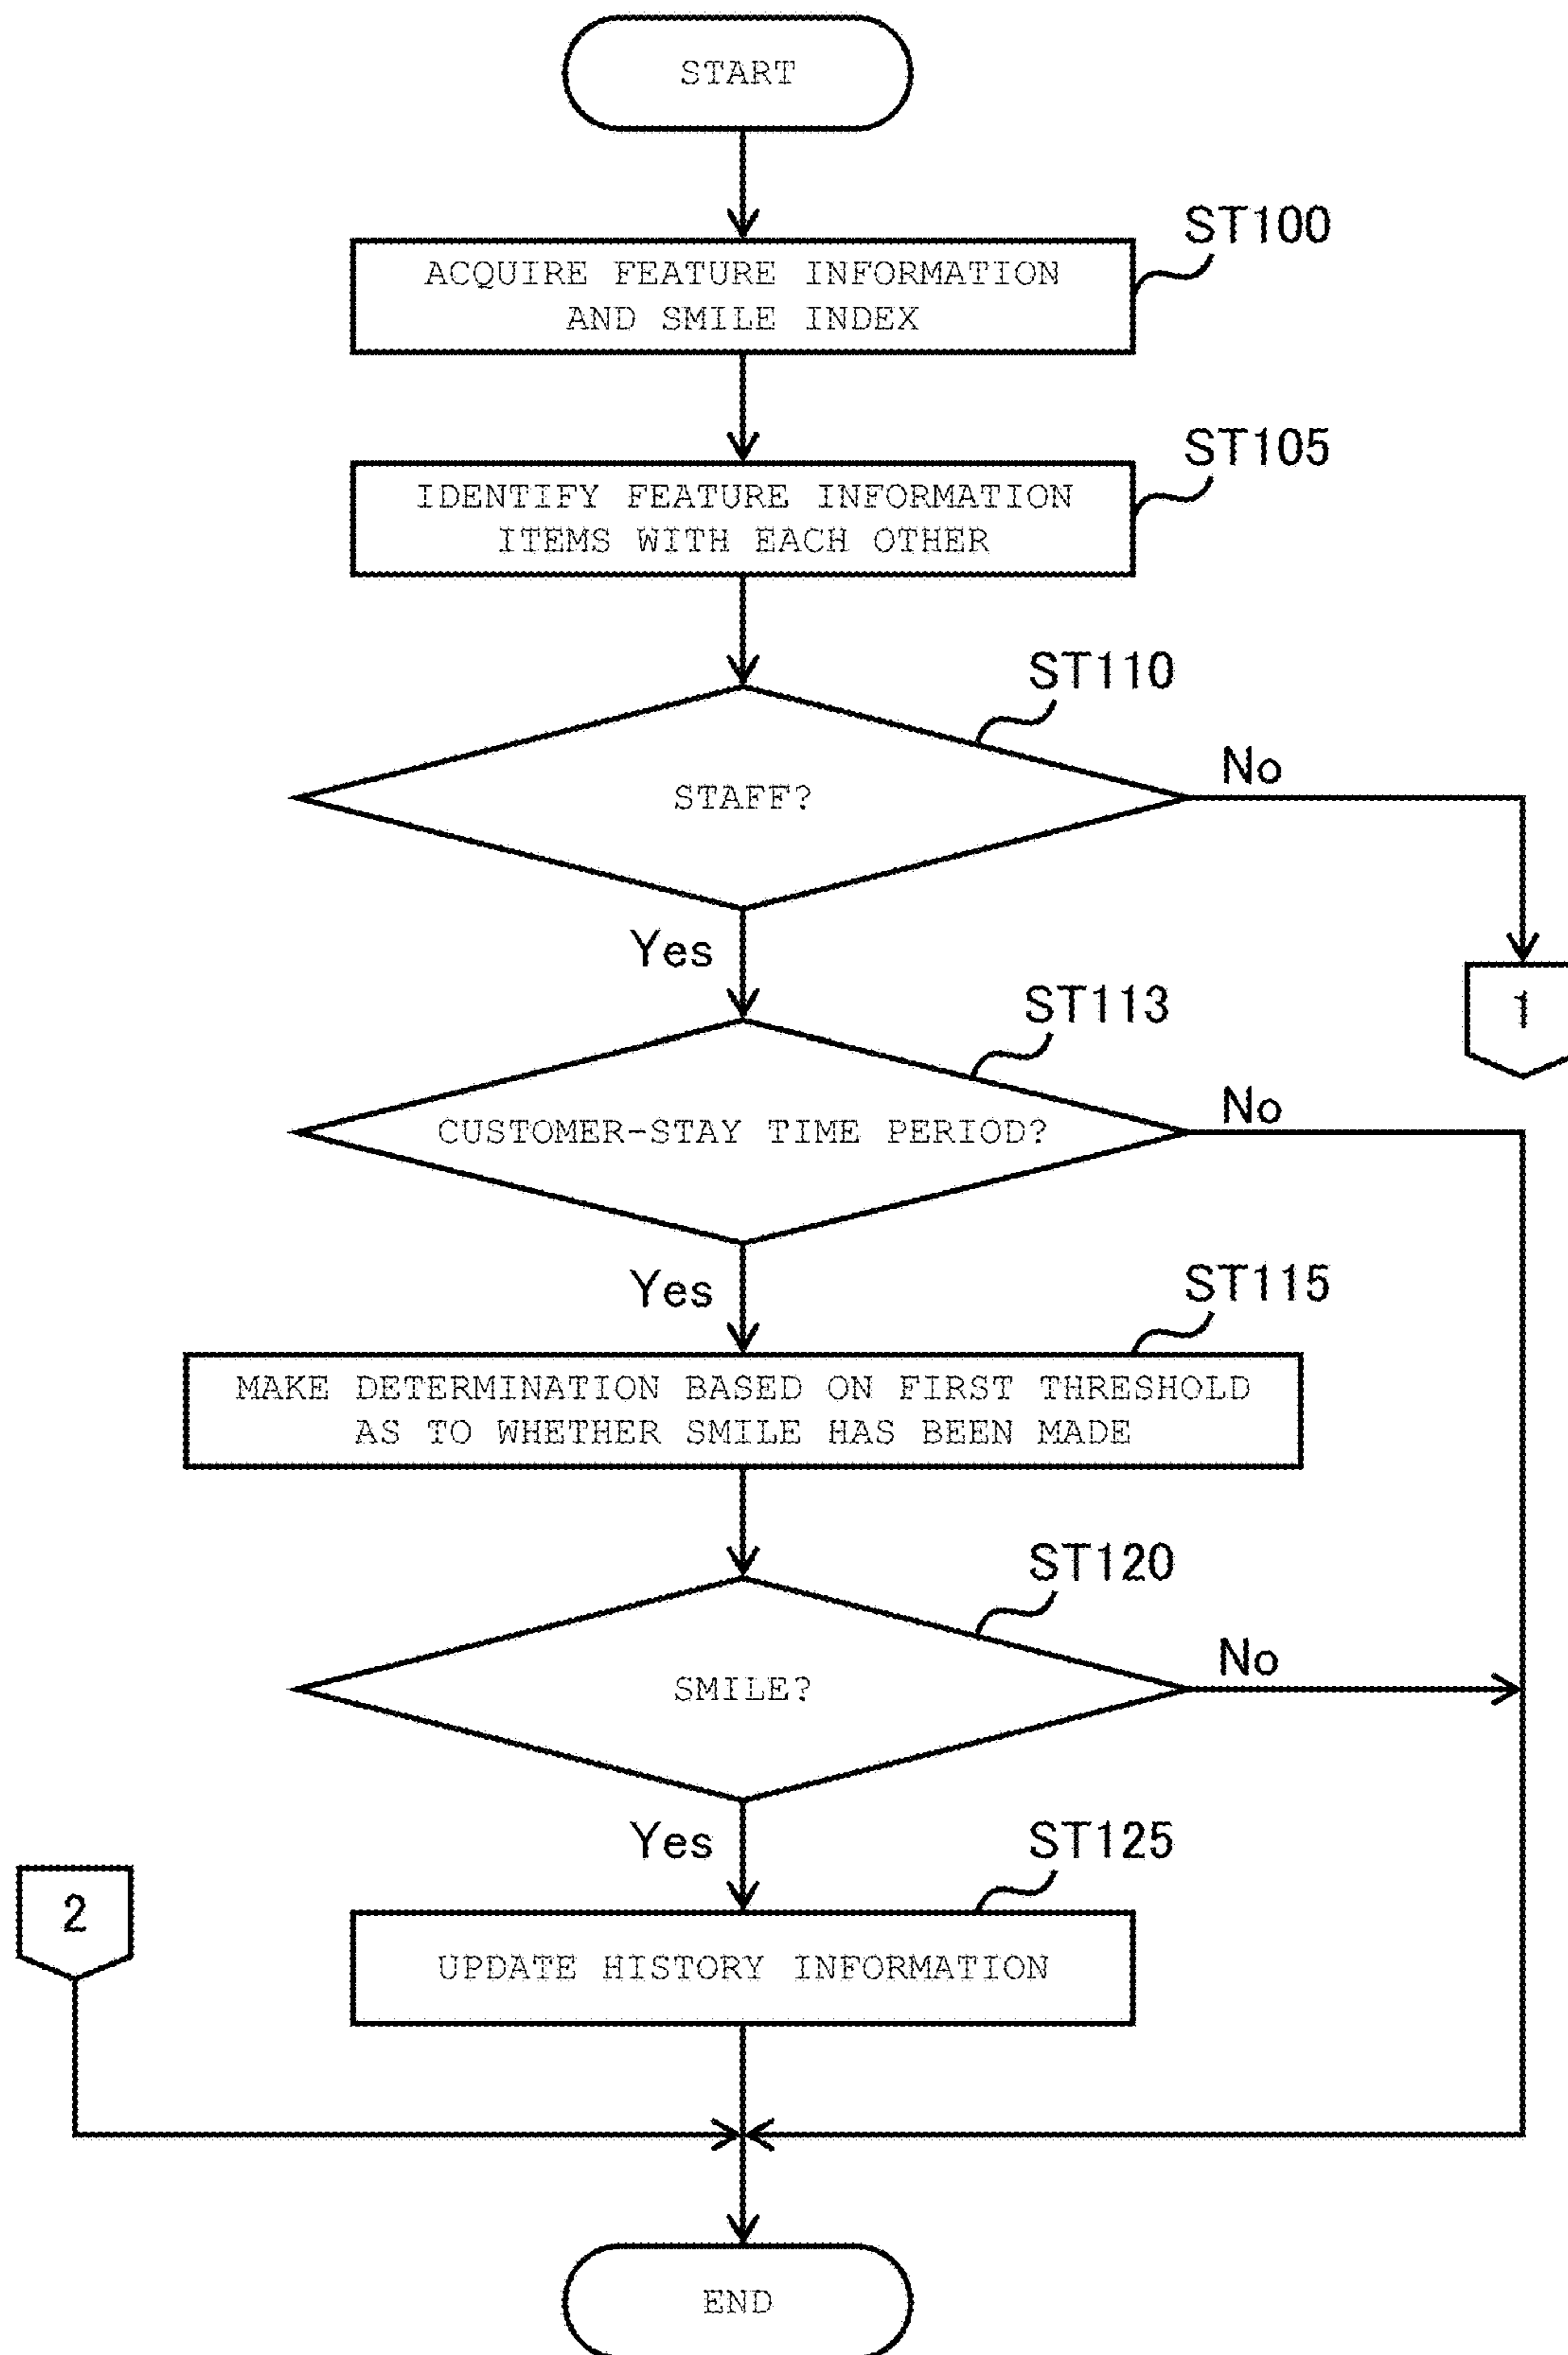 START
ST100
ACQUIRE FEATURE INFORMATION
AND SMILE INDEX
ST105
IDENTIFY FEATURE INFORMATION
ITEMS WITH EACH OTHER
ST110
STAFF?
No
Yes
1
ST113
CUSTOMER-STAY TIME PERIOD?
No
Yes
ST115
MAKE DETERMINATION BASED ON FIRST THRESHOLD
AS TO WHETHER SMILE HAS BEEN MADE
ST120
SMILE?
No
Yes
ST125
2
UPDATE HISTORY INFORMATION
END